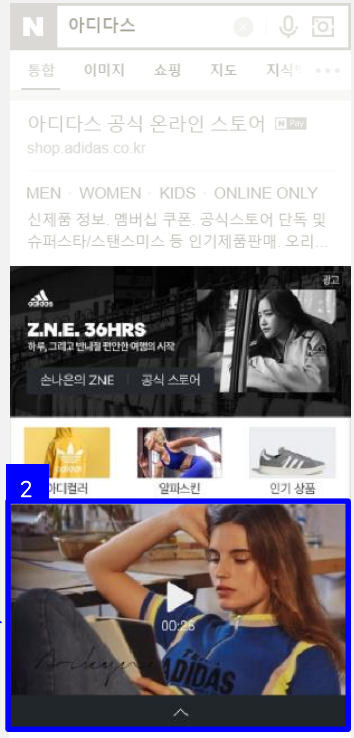 N 아디다스
통합 이미지 쇼핑 지도 지식
아디다스 공식 온라인 스토어 N Pay
shop.adidas.co.kr
MEN · WOMEN · KIDS · ONLINE ONLY
신제품 정보. 멤버십 쿠폰. 공식스토어 단독 및
슈퍼스타/스탠스미스 등 인기제품판매. 오리...
광고
adidas
Z.N.E. 36HRS
하루, 그리고 반나절 편안한 여행의 시작
손나은의 ZNE 공식 스토어
adidas
2
아디컬러 알파스킨 인기 상품
00:26
ADIDAS